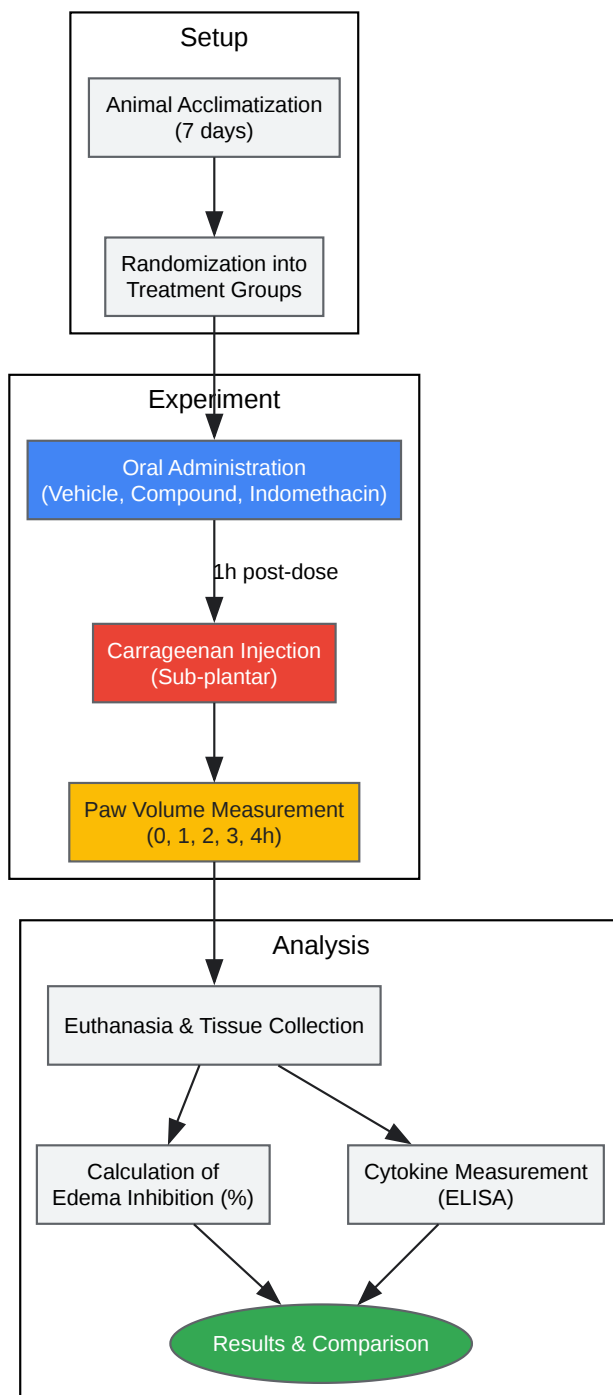 Setup
Animal Acclimatization
(7 days)
Randomization into
Treatment Groups
Experiment
Oral Administration
(Vehicle, Compound, Indomethacin)
1h post-dose
Carrageenan Injection
(Sub-plantar)
Paw Volume Measurement
(0, 1, 2, 3, 4h)
Analysis
Euthanasia & Tissue Collection
Calculation of
Edema Inhibition (%)
Cytokine Measurement
(ELISA)
Results & Comparison